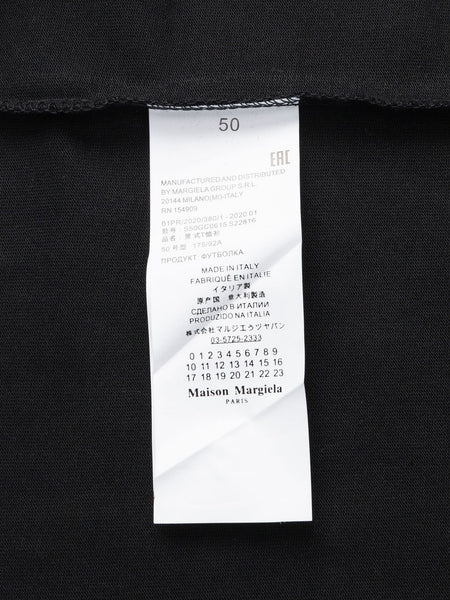 50
EAC
MANUFACTURED AND DISTRIBUTED
BY MARGIELA GROUP S.R.L.
20144 MILANO(MO-ITALY
RN 154909
01PR/2020/380/1 - 2020 01
款号: S50GC0615 S22816
品名: 意式T恤衫
50 号型 175/92A
ПРОДУКТ ФУТБОЛКА
MADE IN ITALY
FABRIQUÉ EN ITALIE
イタリア製
原产国 意大利製造
СДЕЛАНО В ИТАЛИИ
PRODUZIDO NA ITALIA
株式会社マルジェラジャパン
03-5725-2333
0 1 2 3 4 5 6 7 8 9
10 11 12 13 14 15 16
17 18 19 20 21 22 23
Maison Margiela
PARIS